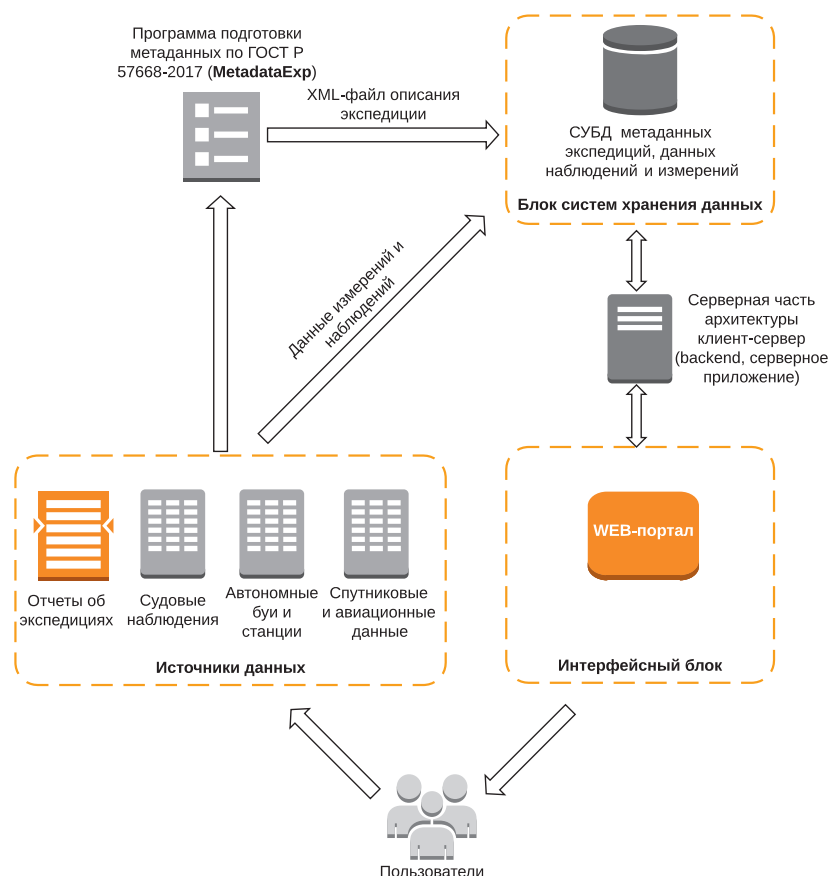 Программа подготовки
метаданных по ГОСТ Р
57668-2017 (MetadataExp)
XML-файл описания
экспедиции
СУБД метаданных
экспедиций, данных
наблюдений и измерений
Блок систем хранения данных
Данные измерений и
наблюдений
Серверная часть
архитектуры
клиент-сервер
(backend, серверное
приложение)
Отчеты об
экспедициях
Судовые
наблюдения
Автономные
буи и
станции
Спутниковые
и авиационные
данные
Источники данных
WEB-портал
Интерфейсный блок
Пользователи